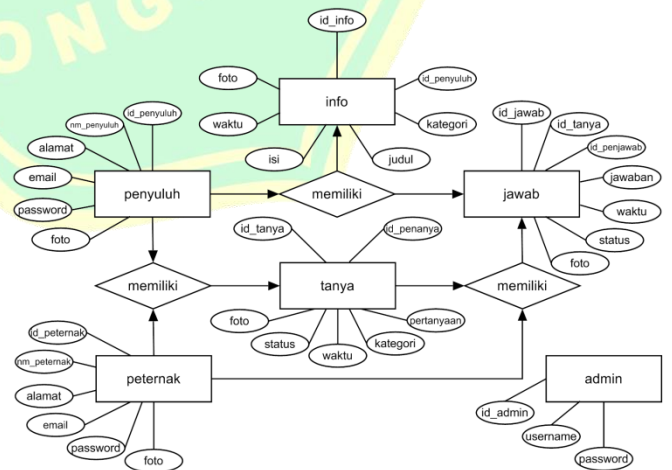 ONG
id_info
foto
id_penyuluh
info
waktu
kategori
isi
judul
id_penyuluh
nm_penyuluh
alamat
email
password
foto
penyuluh
memiliki
id_jawab
id_tanya
id_penjawab
jawaban
waktu
status
foto
jawab
id_tanya
id_penanya
memiliki
tanya
memiliki
foto
status
waktu
kategori
pertanyaan
id_peternak
nm_peternak
alamat
email
password
foto
peternak
admin
id_admin
username
password